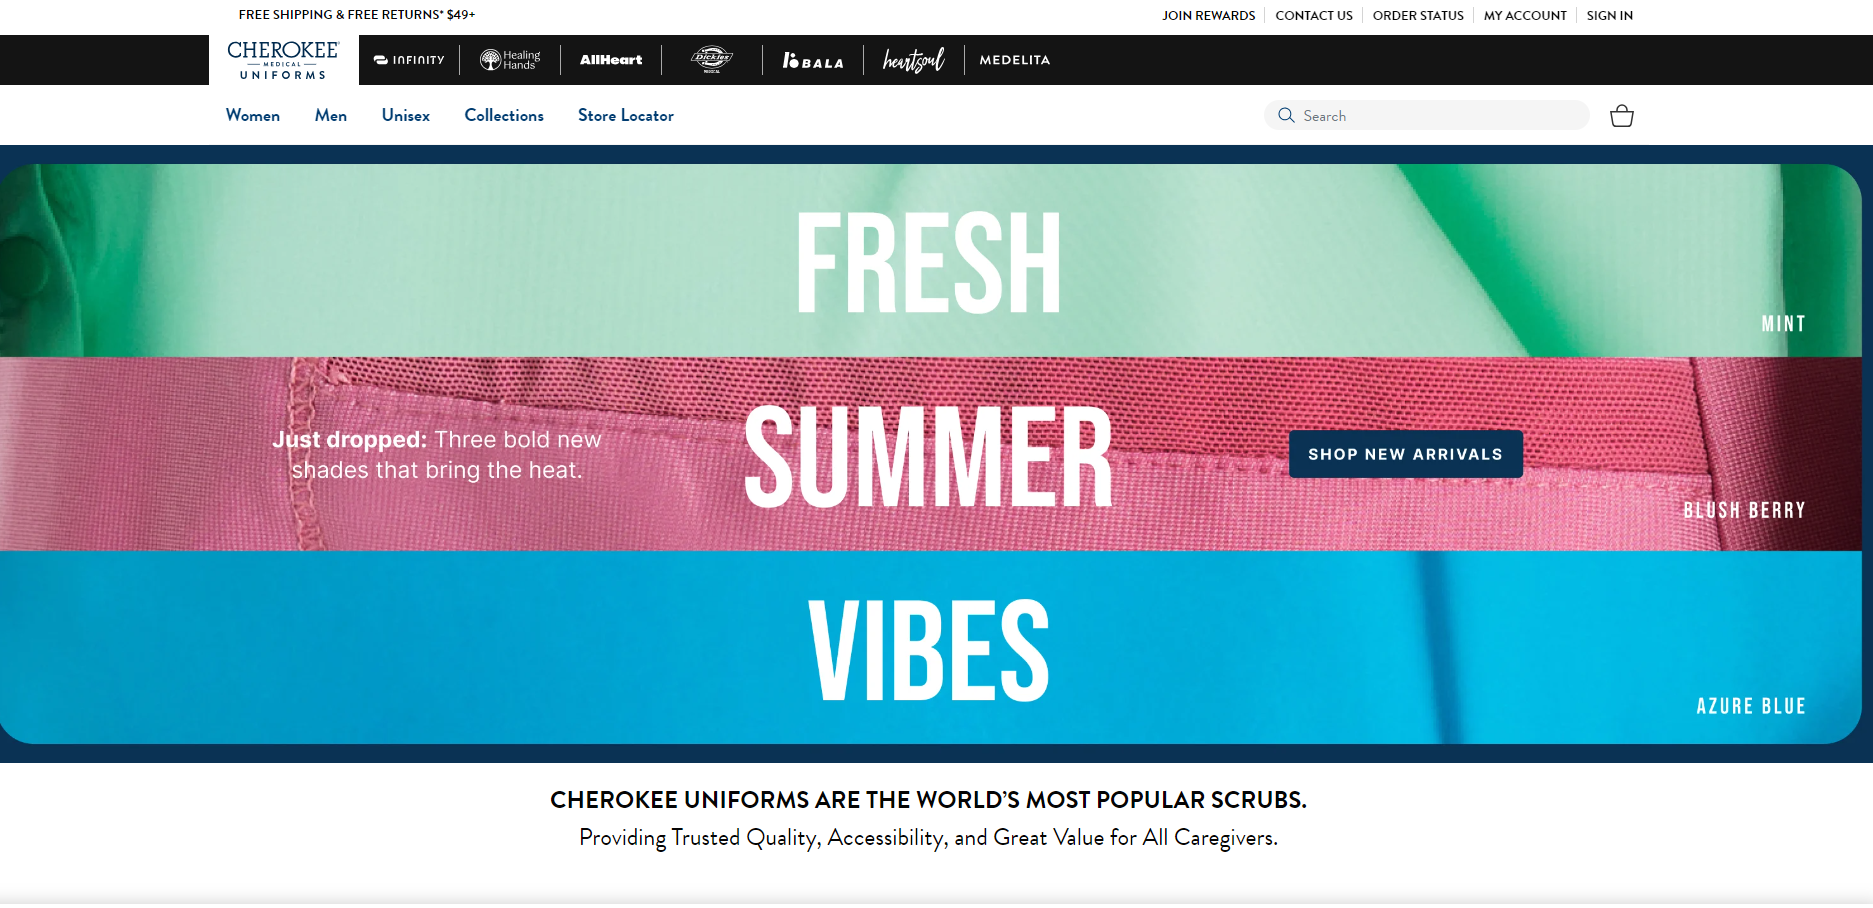 FREE SHIPPING & FREE RETURNS* $49+
JOIN REWARDS
CONTACT US
ORDER STATUS
MY ACCOUNT
SIGN IN
CHEROKEE
MEDICAL
UNIFORMS
INFINITY
Healing
Hands
AllHeart
Dickies
MEDICAL
BALA
heartsoul
MEDELITA
Women
Men
Unisex
Collections
Store Locator
Search
FRESH
MINT
Just dropped: Three bold new
shades that bring the heat.
SUMMER
SHOP NEW ARRIVALS
BLUSH BERRY
VIBES
AZURE BLUE
CHEROKEE UNIFORMS ARE THE WORLD’S MOST POPULAR SCRUBS.
Providing Trusted Quality, Accessibility, and Great Value for All Caregivers.